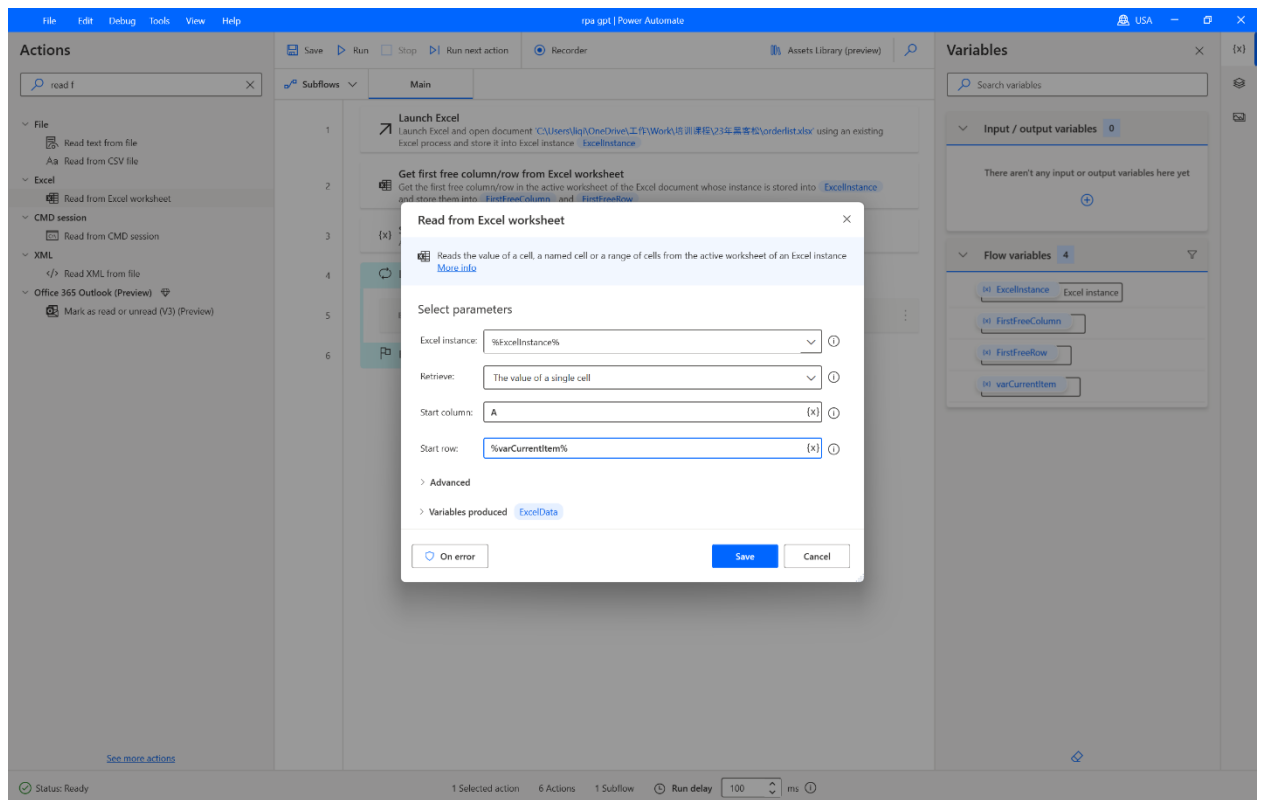 File Edit Debug Tools View Help
rpa gpt | Power Automate
USA
Actions
read f
File
Read text from file
Aa Read from CSV file
Excel
Read from Excel worksheet
CMD session
Read from CMD session
XML
</> Read XML from file
Office 365 Outlook (Preview)
Mark as read or unread (V3) (Preview)
See more actions
Save Run Stop Run next action Recorder Assets Library (preview)
Subflows Main
1
Launch Excel
Launch Excel and open document 'C:\Users\liqi\OneDrive\工作\Work\培训课程\23年黑客松\orderlist.xlsx' using an existing
Excel process and store it into Excel instance ExcelInstance
2
Get first free column/row from Excel worksheet
Get the first free column/row in the active worksheet of the Excel document whose instance is stored into ExcelInstance
and store them into FirstFreeColumn and FirstFreeRow
3
{x}
4
5
6
Read from Excel worksheet
Reads the value of a cell, a named cell or a range of cells from the active worksheet of an Excel instance
More info
Select parameters
Excel instance: %ExcelInstance%
Retrieve: The value of a single cell
Start column: A {x}
Start row: %varCurrentItem% {x}
Advanced
Variables produced ExcelData
On error Save Cancel
Variables
{x}
Search variables
Input / output variables 0
There aren't any input or output variables here yet
Flow variables 4
(x) ExcelInstance Excel instance
(x) FirstFreeColumn
(x) FirstFreeRow
(x) varCurrentItem
Status: Ready 1 Selected action 6 Actions 1 Subflow Run delay 100 ms